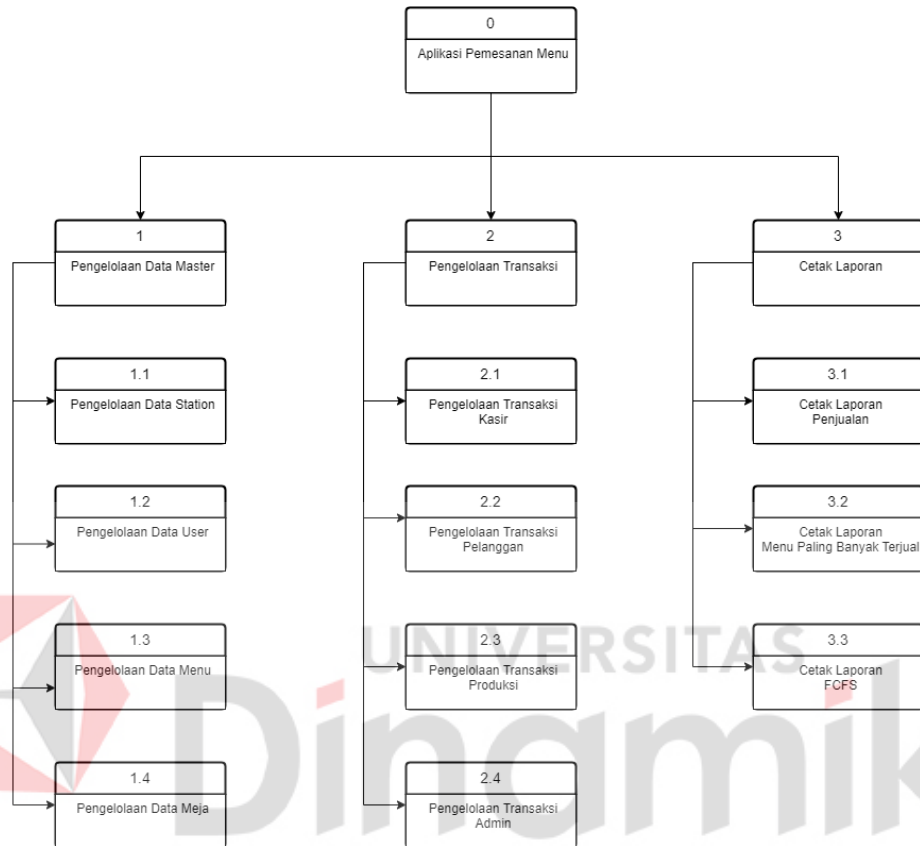 0
Aplikasi Pemesanan Menu
1
Pengelolaan Data Master
2
Pengelolaan Transaksi
3
Cetak Laporan
1.1
Pengelolaan Data Station
2.1
Pengelolaan Transaksi
Kasir
3.1
Cetak Laporan
Penjualan
1.2
Pengelolaan Data User
2.2
Pengelolaan Transaksi
Pelanggan
3.2
Cetak Laporan
Menu Paling Banyak Terjual
1.3
Pengelolaan Data Menu
2.3
Pengelolaan Transaksi
Produksi
3.3
Cetak Laporan
FCFS
1.4
Pengelolaan Data Meja
2.4
Pengelolaan Transaksi
Admin
UNIVERSITAS
Dinamik